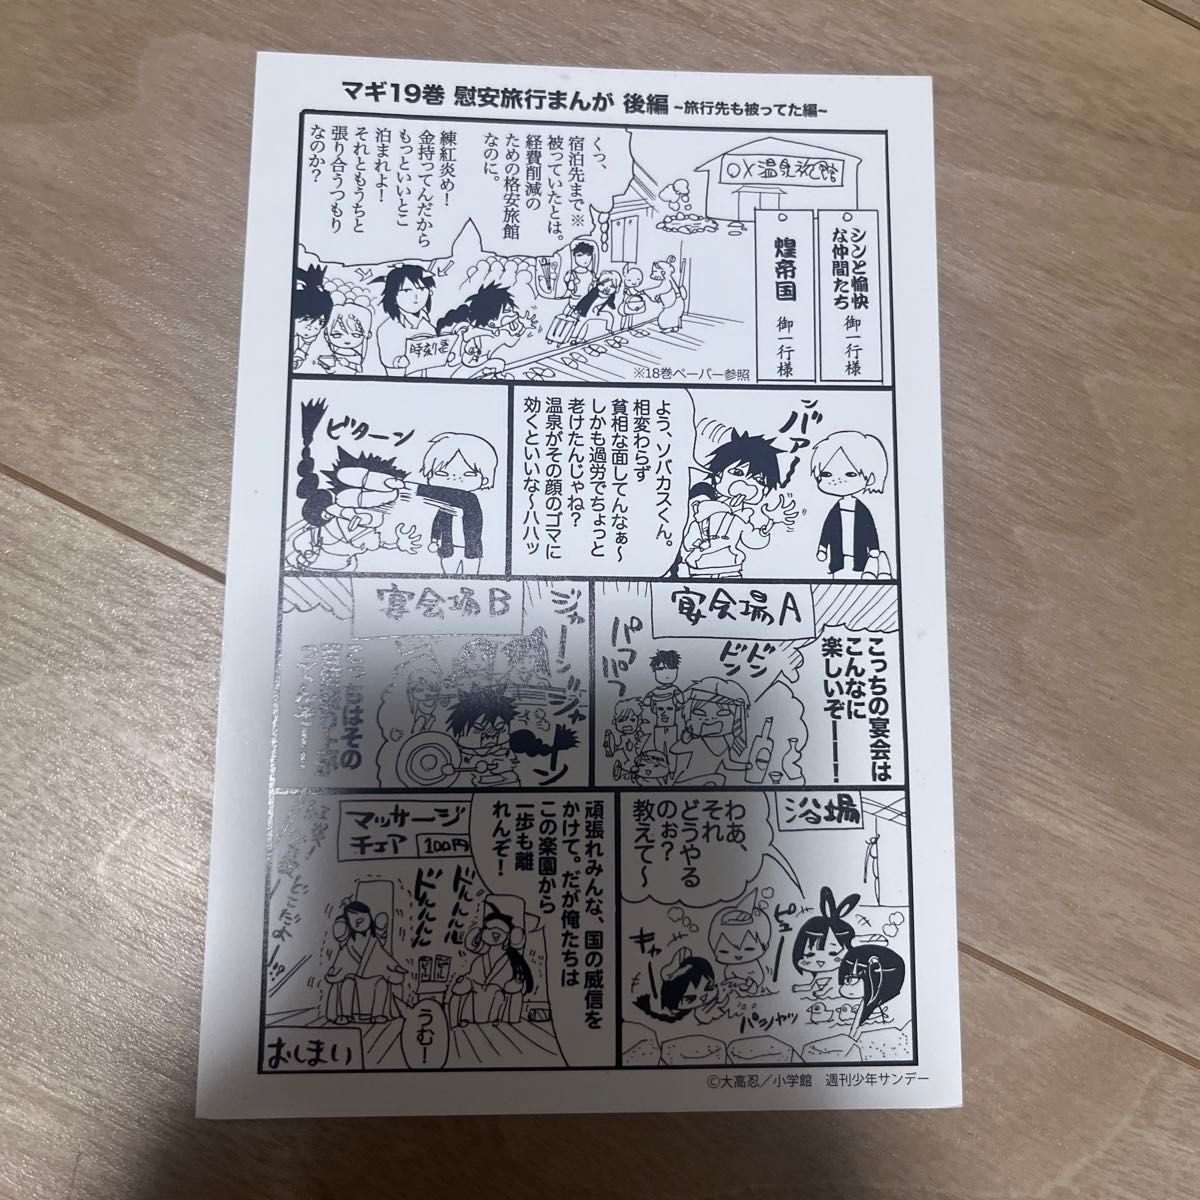 マギ19巻 慰安旅行まんが 後編 ~旅行先も被ってた編~
○×温泉旅館
シンと愉快
な仲間たち
御一行様
煌帝国
御一行様
くっ、
宿泊先まで※
被っていたとは。
経費削減の
ための格安旅館
なのに。
練紅炎め!
金持ってんだから
もっといいとこ
泊まれよ!
それともうちと
張り合うつもり
なのか?
時刻表
※18巻ペーパー参照
ンバァー
よう、ソバカスくん。
相変わらず
貧相な面してんなぁ〜
しかも過労でちょっと
老けたんじゃね?
温泉がその顔のゴマに
効くといいな〜ハハッ
ビターン
こっちの宴会は
こんなに
楽しいぞーーー!
宴会場A
ドンドン
パフパフ
宴会場B
ジャーンジャーン
浴場
わあ、
それ
どうやる
のぉ?
教えて〜
ピュー
キャー
パシャッ
頑張れみんな、国の威信を
かけて。だが俺たちは
この楽園から
一歩も離
れんぞ!
マッサージ
チェア
100円
ドゥルルルル
ドゥルルルル
うむ!
おしまい
©大高忍/小学館 週刊少年サンデー